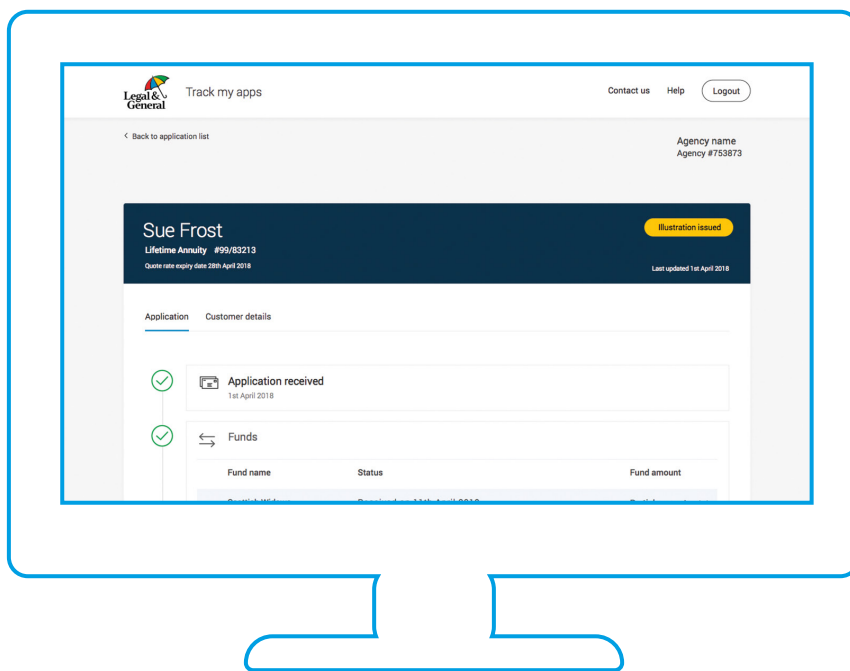 Legal &
General
Track my apps
Contact us Help Logout
< Back to application list
Agency name
Agency #753873
Sue Frost
Illustration issued
Lifetime Annuity #99/83213
Quote rate expiry date 28th April 2018
Last updated 1st April 2018
Application Customer details
Application received
1st April 2018
Funds
Fund name Status Fund amount